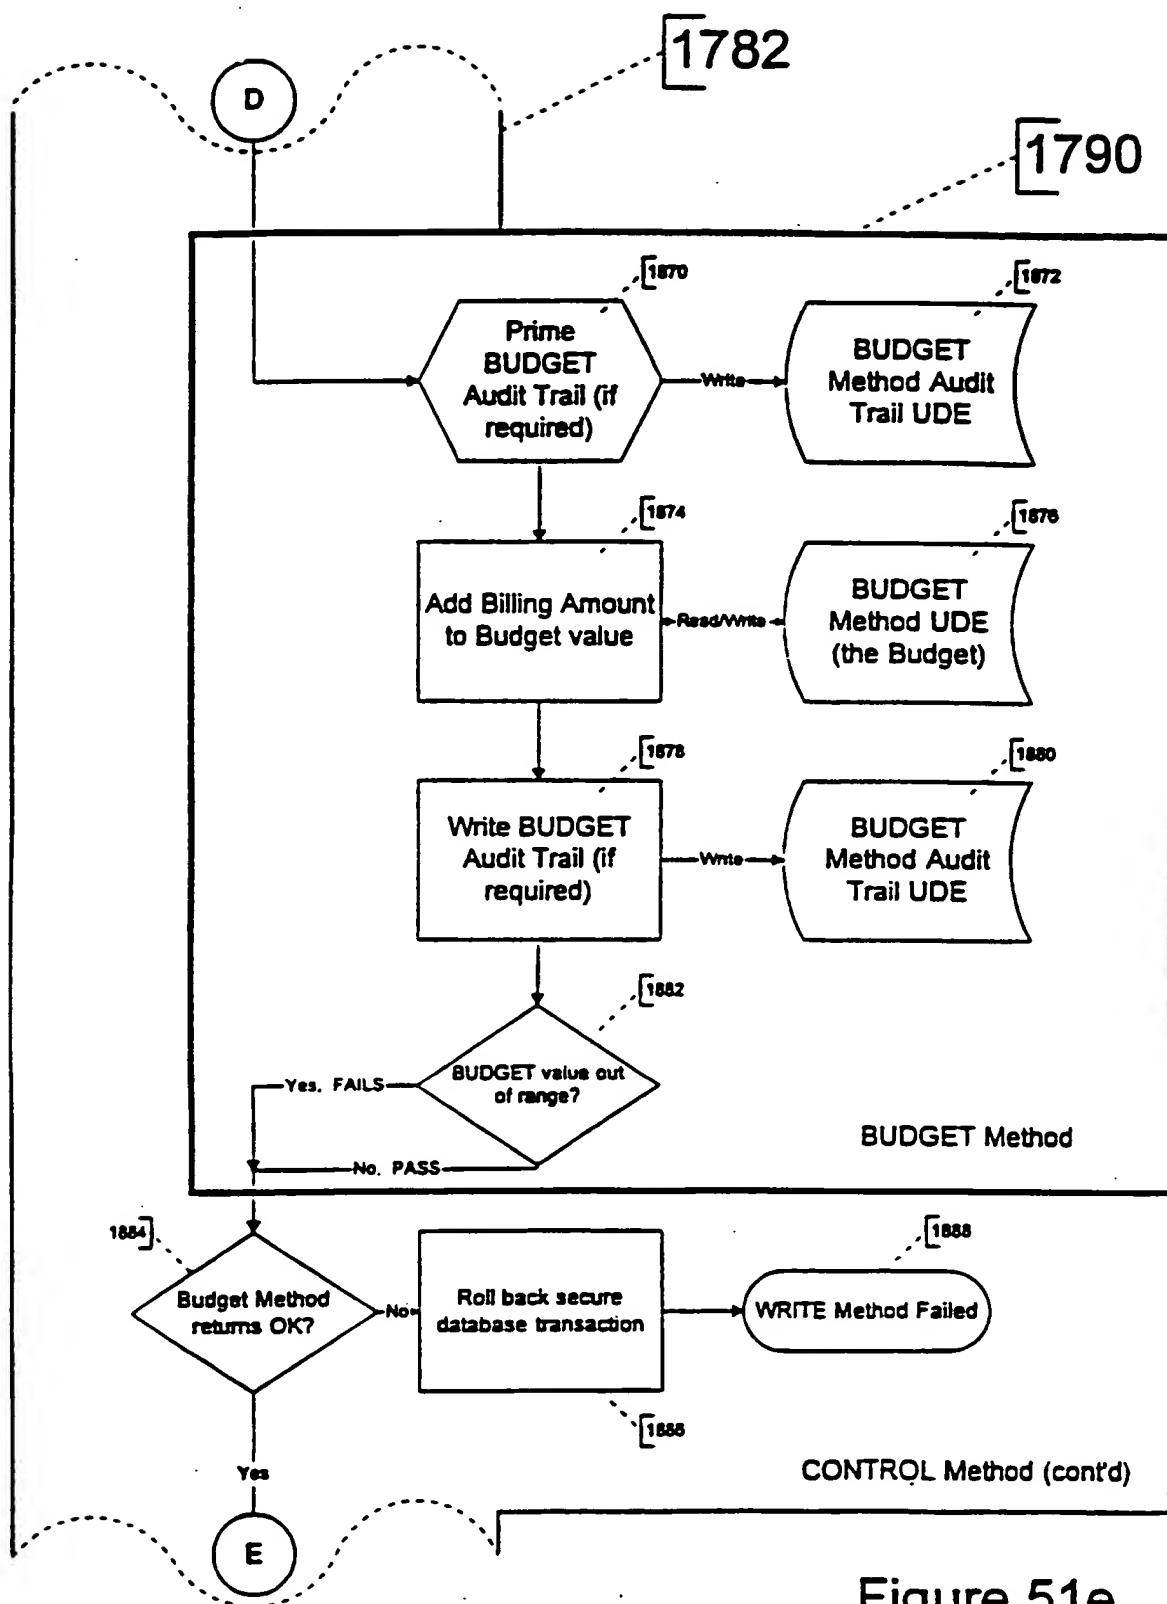 1782
D
1790
1870
1872
Prime
BUDGET
Audit Trail (if
required)
Write
BUDGET
Method Audit
Trail UDE
1874
1876
Add Billing Amount
to Budget value
Read/Write
BUDGET
Method UDE
(the Budget)
1878
1880
Write BUDGET
Audit Trail (if
required)
Write
BUDGET
Method Audit
Trail UDE
1882
BUDGET value out
of range?
Yes, FAILS
BUDGET Method
No, PASS
1884
1888
Budget Method
returns OK?
No
Roll back secure
database transaction
WRITE Method Failed
1886
Yes
CONTROL Method (cont'd)
E
Figure 51e